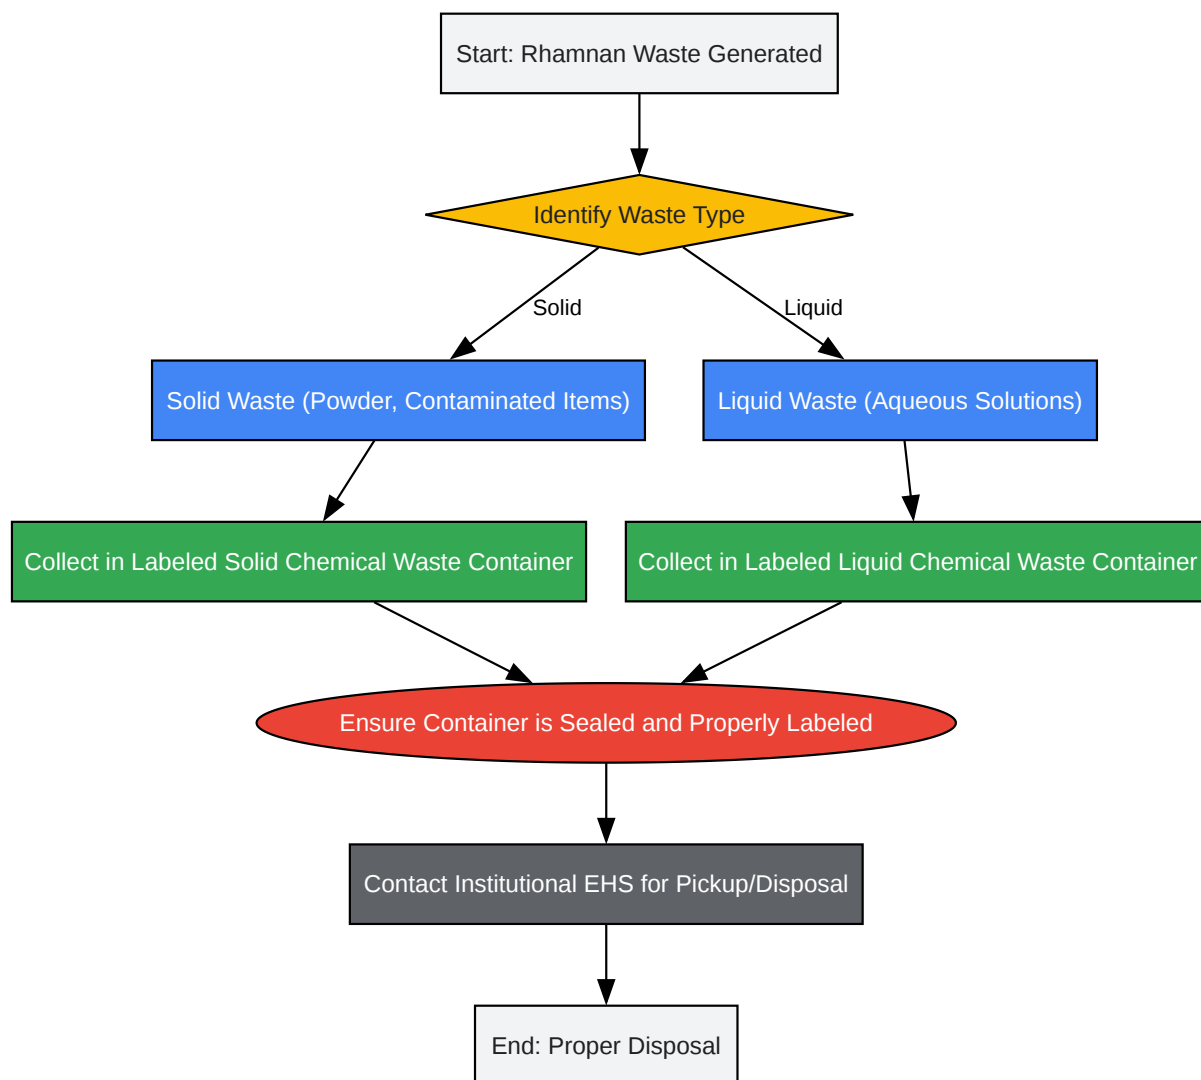 Start: Rhamnan Waste Generated
Identify Waste Type
Solid
Liquid
Solid Waste (Powder, Contaminated Items)
Liquid Waste (Aqueous Solutions)
Collect in Labeled Solid Chemical Waste Container
Collect in Labeled Liquid Chemical Waste Container
Ensure Container is Sealed and Properly Labeled
Contact Institutional EHS for Pickup/Disposal
End: Proper Disposal